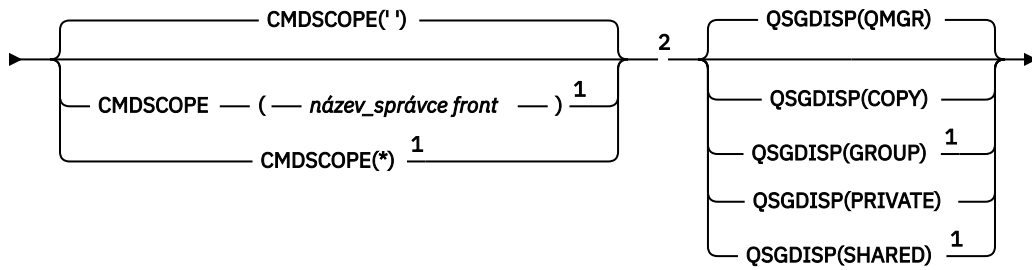 CMDSCOPE(' ')
CMDSCOPE ( název_správce front ) 1
CMDSCOPE(*) 1
2
QSGDISP(QMGR)
QSGDISP(COPY)
QSGDISP(GROUP) 1
QSGDISP(PRIVATE)
QSGDISP(SHARED) 1